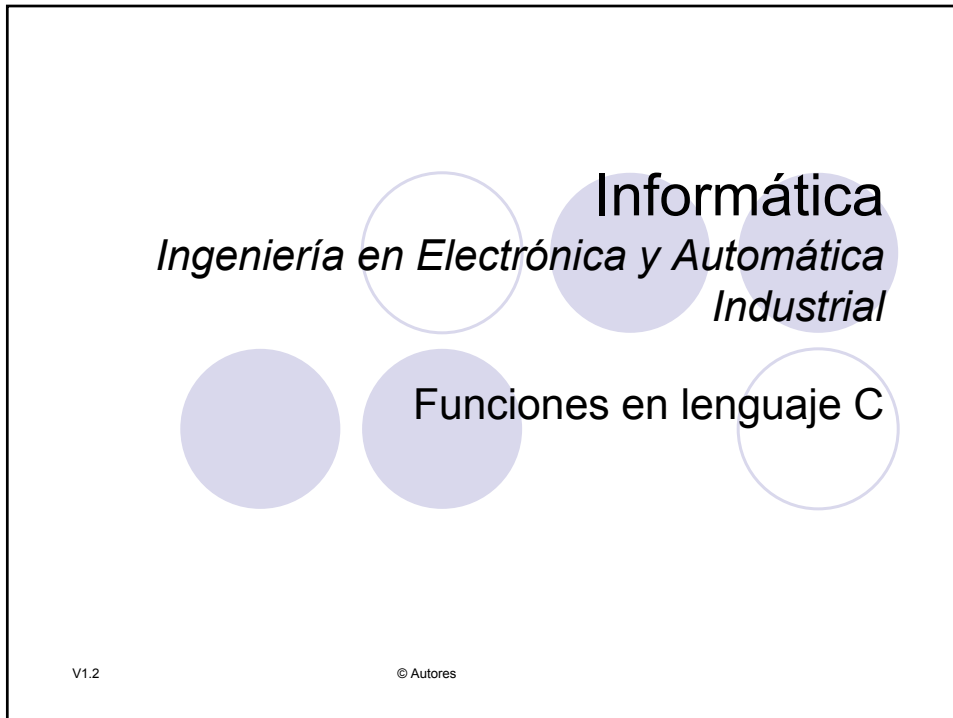 Informática
Ingeniería en Electrónica y Automática
Industrial
Funciones en lenguaje C
V1.2
© Autores